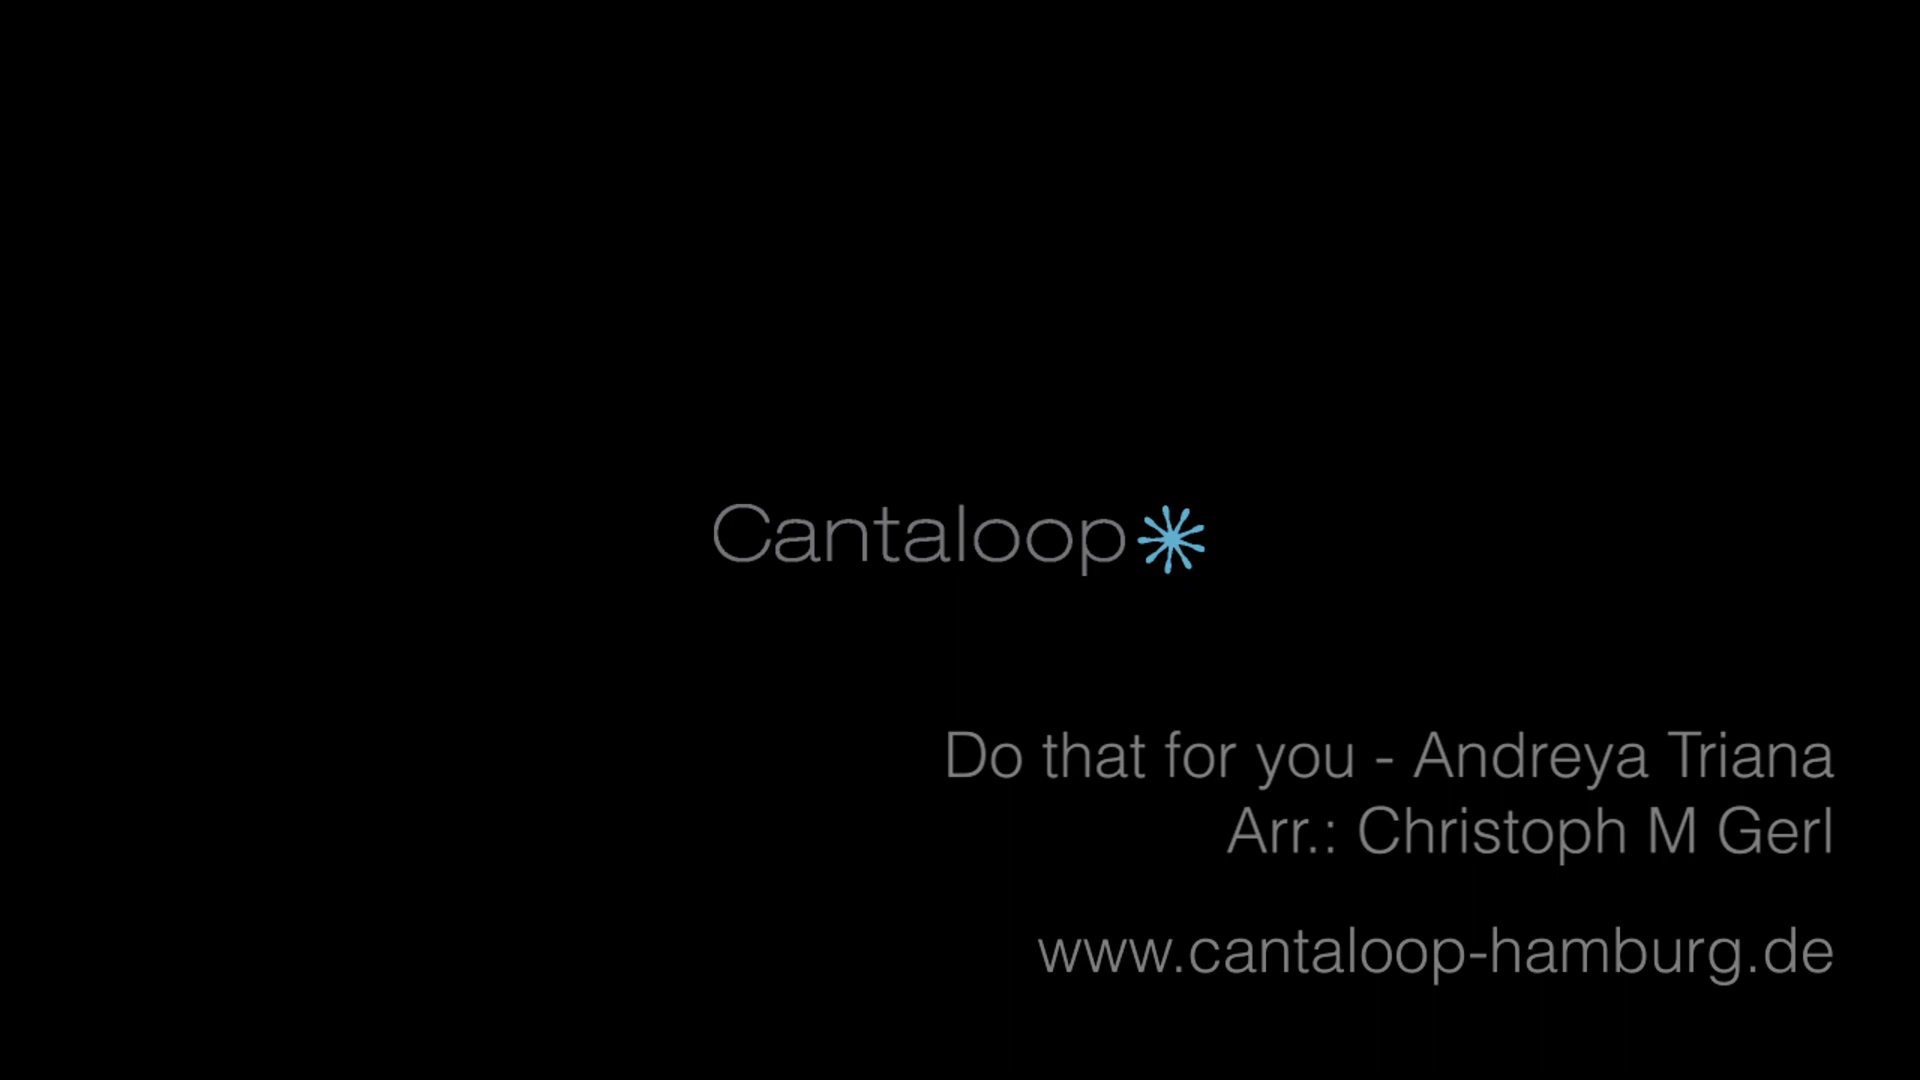 Cantaloop
Do that for you - Andreya Triana
Arr.: Christoph M Gerl
www.cantaloop-hamburg.de